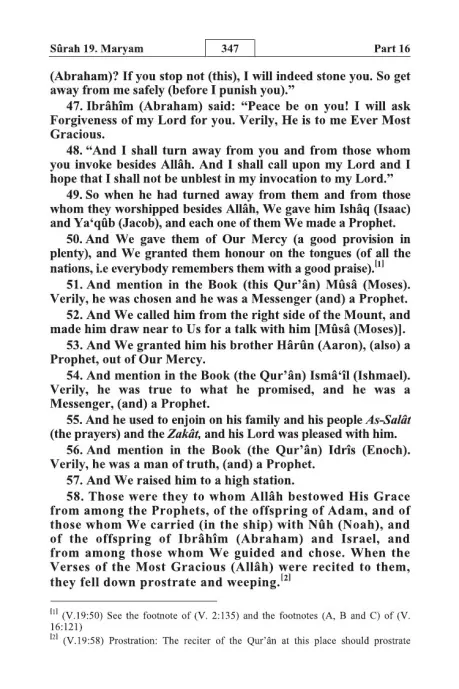 Sûrah 19. Maryam 347 Part 16
(Abraham)? If you stop not (this), I will indeed stone you. So get
away from me safely (before I punish you).”
47. Ibrâhîm (Abraham) said: “Peace be on you! I will ask
Forgiveness of my Lord for you. Verily, He is to me Ever Most
Gracious.
48. “And I shall turn away from you and from those whom
you invoke besides Allâh. And I shall call upon my Lord and I
hope that I shall not be unblest in my invocation to my Lord.”
49. So when he had turned away from them and from those
whom they worshipped besides Allâh, We gave him Ishâq (Isaac)
and Ya‘qûb (Jacob), and each one of them We made a Prophet.
50. And We gave them of Our Mercy (a good provision in
plenty), and We granted them honour on the tongues (of all the
nations, i.e everybody remembers them with a good praise).[1]
51. And mention in the Book (this Qur’ân) Mûsâ (Moses).
Verily, he was chosen and he was a Messenger (and) a Prophet.
52. And We called him from the right side of the Mount, and
made him draw near to Us for a talk with him [Mûsâ (Moses)].
53. And We granted him his brother Hârûn (Aaron), (also) a
Prophet, out of Our Mercy.
54. And mention in the Book (the Qur’ân) Ismâ‘îl (Ishmael).
Verily, he was true to what he promised, and he was a
Messenger, (and) a Prophet.
55. And he used to enjoin on his family and his people As-Salât
(the prayers) and the Zakât, and his Lord was pleased with him.
56. And mention in the Book (the Qur’ân) Idrîs (Enoch).
Verily, he was a man of truth, (and) a Prophet.
57. And We raised him to a high station.
58. Those were they to whom Allâh bestowed His Grace
from among the Prophets, of the offspring of Adam, and of
those whom We carried (in the ship) with Nûh (Noah), and
of the offspring of Ibrâhîm (Abraham) and Israel, and
from among those whom We guided and chose. When the
Verses of the Most Gracious (Allâh) were recited to them,
they fell down prostrate and weeping.[2]
[1] (V.19:50) See the footnote of (V. 2:135) and the footnotes (A, B and C) of (V.
16:121)
[2] (V.19:58) Prostration: The reciter of the Qur’ân at this place should prostrate